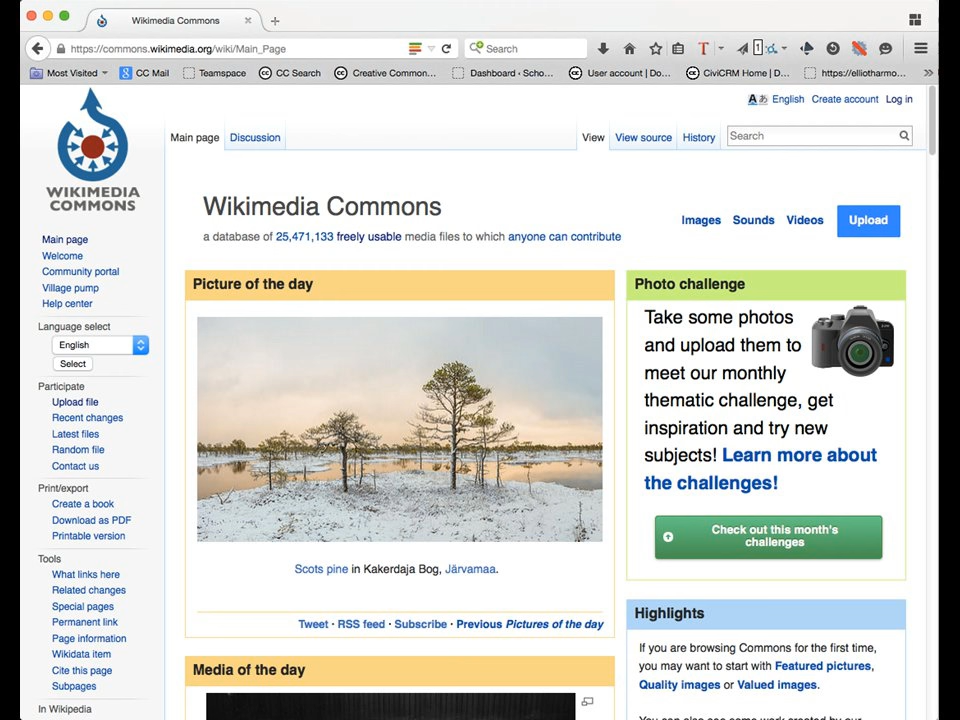 Wikimedia Commons
https://commons.wikimedia.org/wiki/Main_Page
Search
T
1
Most Visited
CC Mail
Teamspace
CC Search
Creative Common…
Dashboard ‹ Scho…
User account | Do…
CiviCRM Home | D…
https://elliotharmo…
English Create account Log in
Main page Discussion
View View source History
Search
WIKIMEDIA
COMMONS
Main page
Welcome
Community portal
Village pump
Help center
Language select
English
Select
Participate
Upload file
Recent changes
Latest files
Random file
Contact us
Print/export
Create a book
Download as PDF
Printable version
Tools
What links here
Related changes
Special pages
Permanent link
Page information
Wikidata item
Cite this page
Subpages
In Wikipedia
Wikimedia Commons
a database of 25,471,133 freely usable media files to which anyone can contribute
Images Sounds Videos Upload
Picture of the day
Scots pine in Kakerdaja Bog, Järvamaa.
Tweet · RSS feed · Subscribe · Previous Pictures of the day
Media of the day
Photo challenge
Take some photos
and upload them to
meet our monthly
thematic challenge, get
inspiration and try new
subjects! Learn more about
the challenges!
Check out this month's
challenges
Highlights
If you are browsing Commons for the first time,
you may want to start with Featured pictures,
Quality images or Valued images.